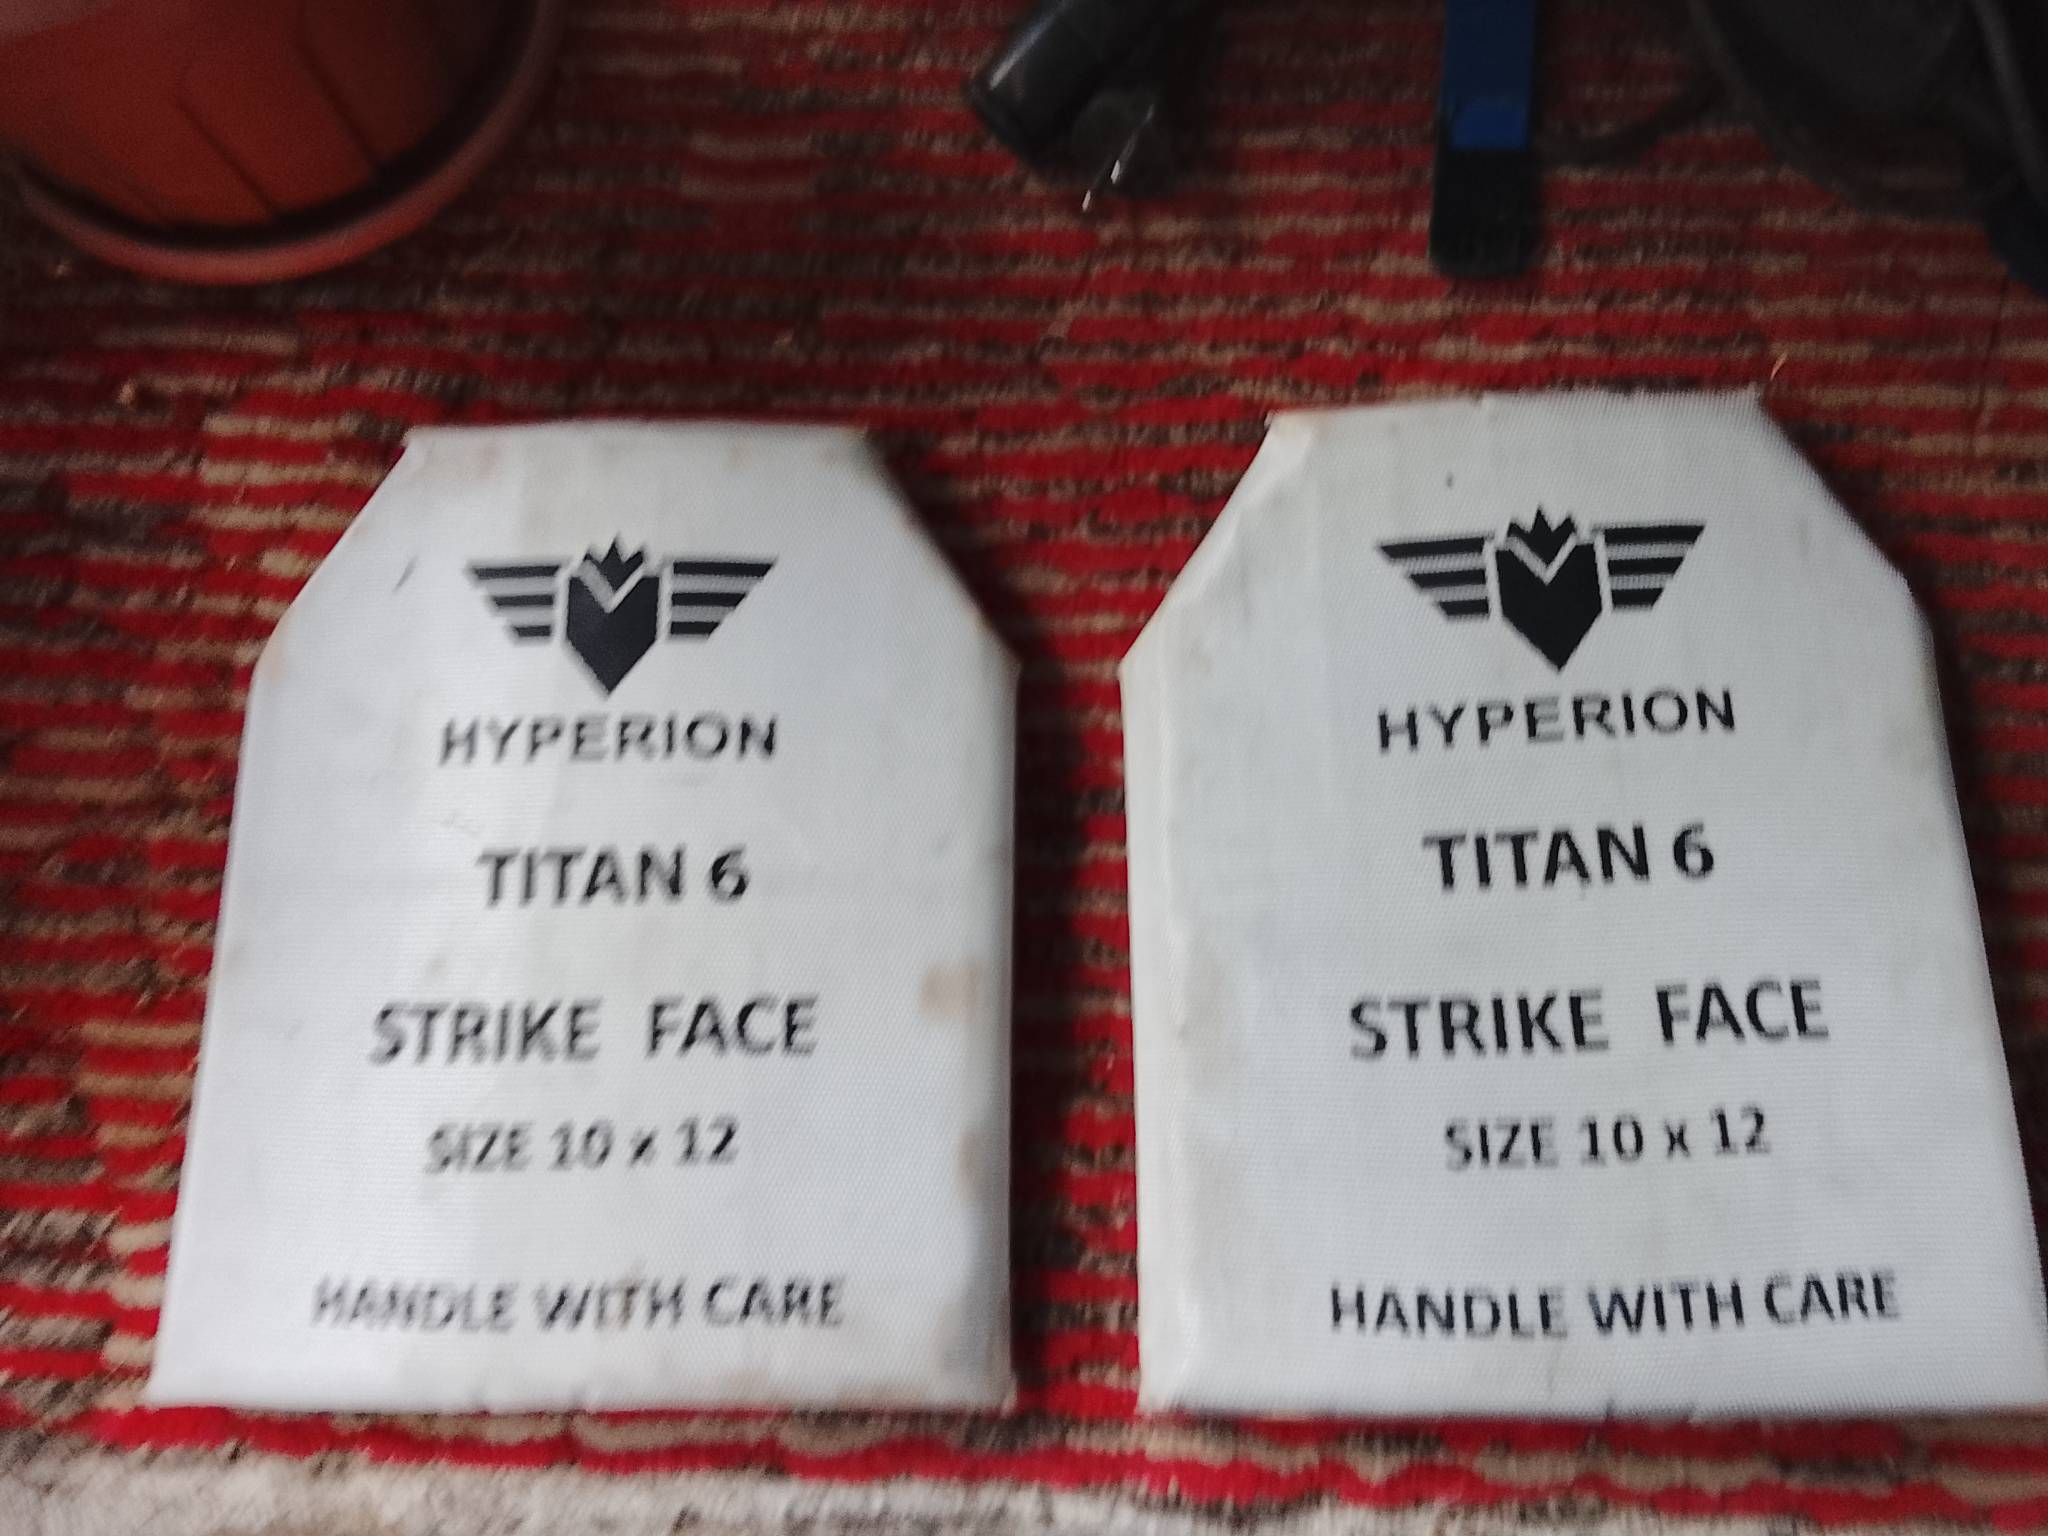 HYPERION
TITAN 6
STRIKE FACE
SIZE 10 x 12
HANDLE WITH CARE
HYPERION
TITAN 6
STRIKE FACE
SIZE 10 x 12
HANDLE WITH CARE